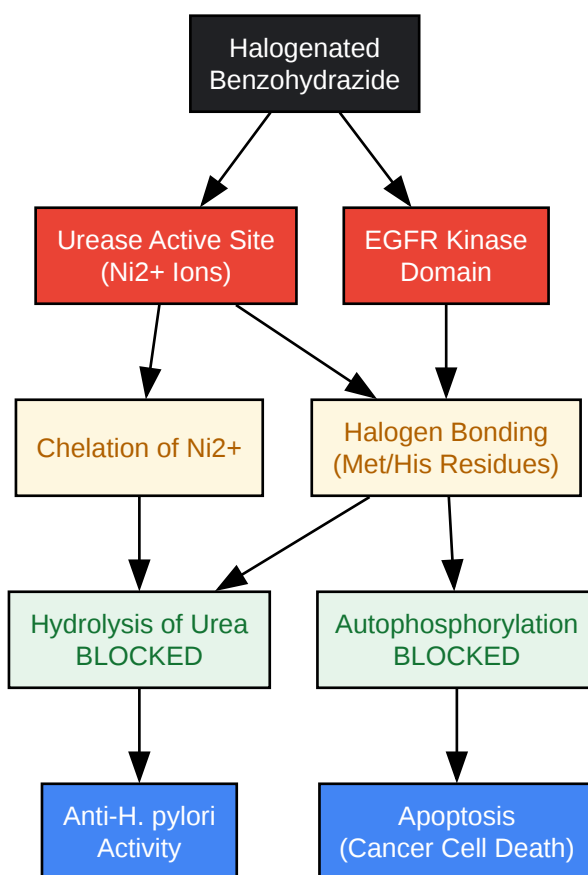 Halogenated
Benzohydrazide
Urease Active Site
(Ni2+ Ions)
EGFR Kinase
Domain
Chelation of Ni2+
Halogen Bonding
(Met/His Residues)
Hydrolysis of Urea
BLOCKED
Autophosphorylation
BLOCKED
Anti-H. pylori
Activity
Apoptosis
(Cancer Cell Death)